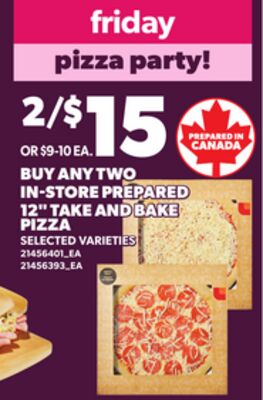 friday
pizza party!
2/$15
OR $9-10 EA.
PREPARED IN
CANADA
BUY ANY TWO
IN-STORE PREPARED
12" TAKE AND BAKE
PIZZA
SELECTED VARIETIES
21456401_EA
21456393_EA